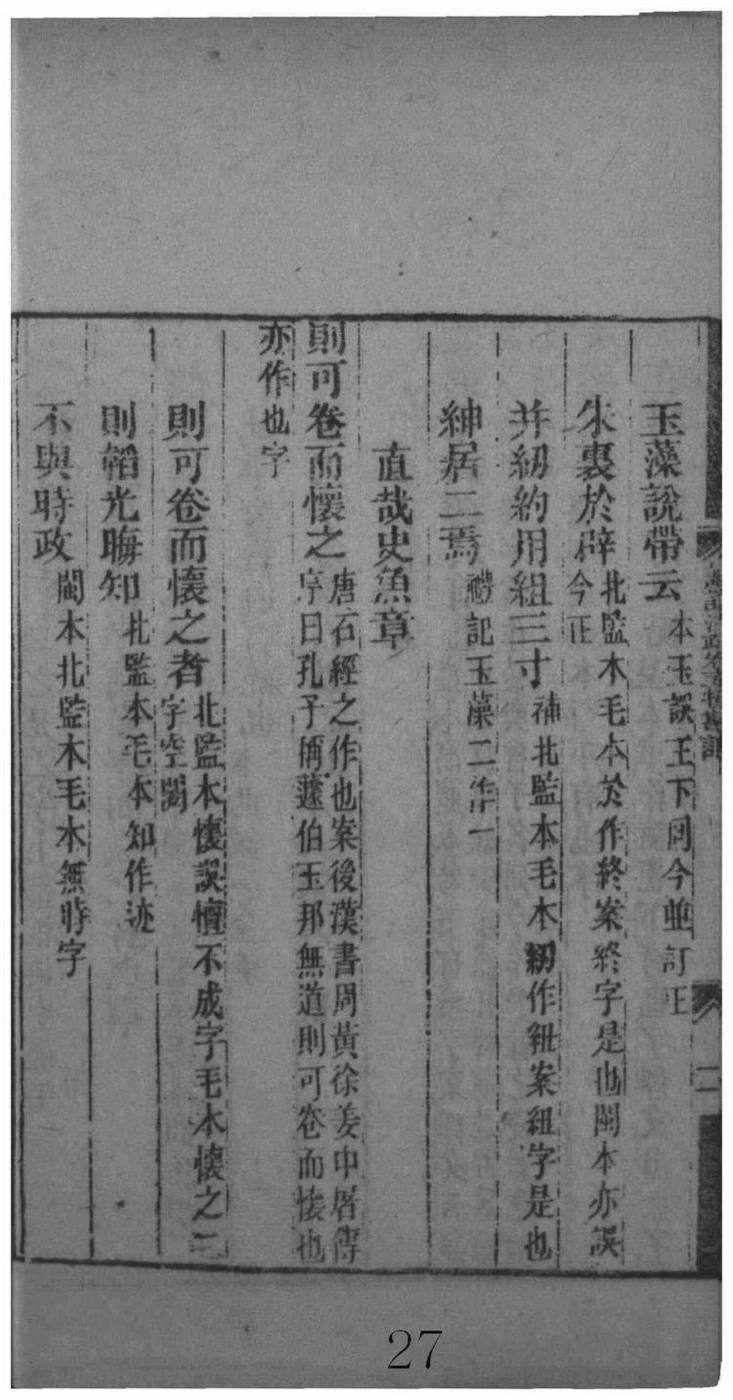 玉藻說帶云本玉誤王下同今並訂正
朱裏於辟北監本毛本於作終案終字是也閩本亦誤今正
并紉約用組三寸補北監本毛本紉作紐案紐字是也
紳居二焉禮記玉藻二作一
直哉史魚章
則可卷而懷之唐石經之作也案後漢書周黃徐姜申屠傳序曰孔子稱蘧伯玉邦無道則可卷而懷也
亦作也字
則可卷而懷之者北監本懷誤懷不成字毛本懷之二字空闕
則韜光晦知北監本毛本知作迹
不與時政閩本北監本毛本無時字
二
27